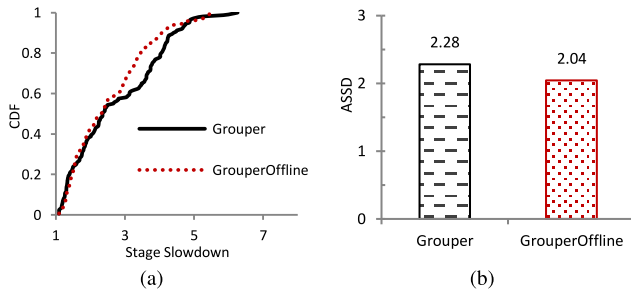 1
0.8
0.6
0.4
0.2
0
CDF
1 3 5 7
Stage Slowdown
Grouper
GrouperOffline
(a)
3
2
1
0
ASSD
2.28
2.04
Grouper GrouperOffline
(b)